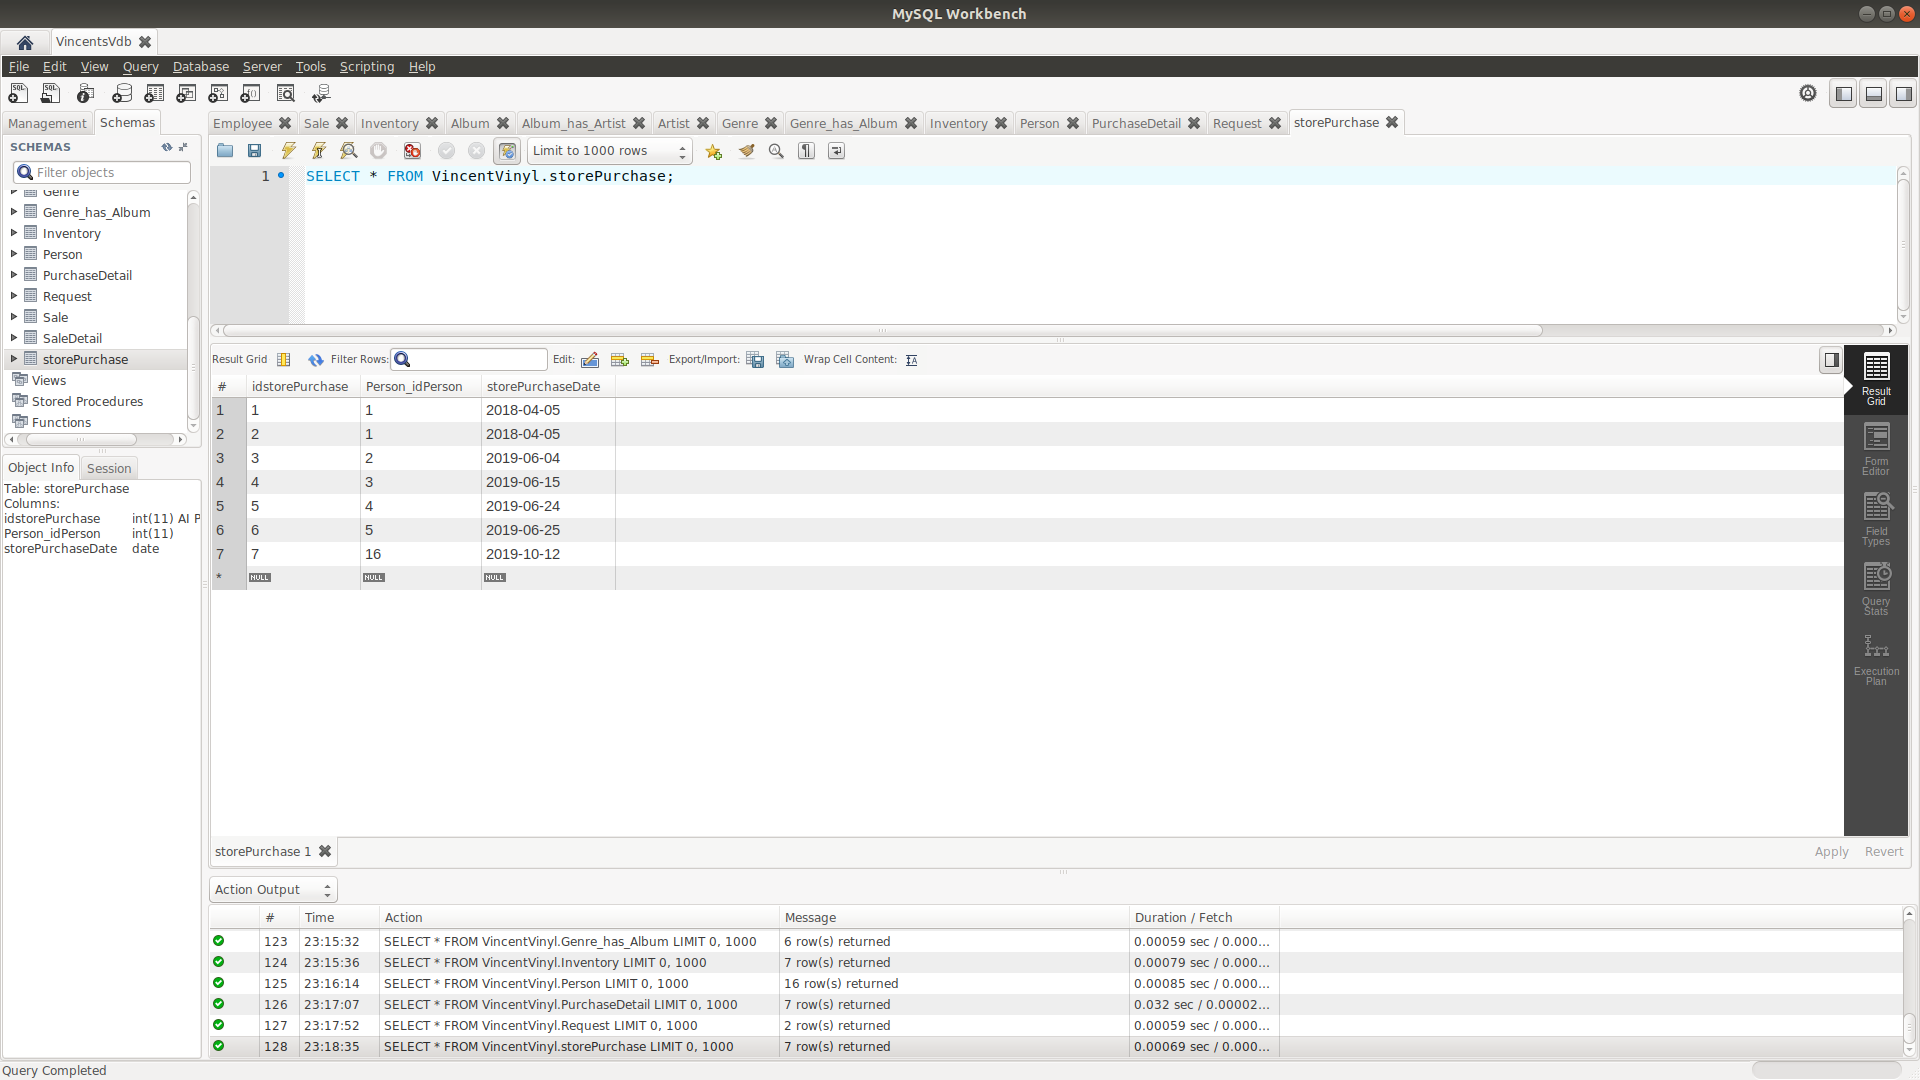 MySQL Workbench
VincentsVdb
File Edit View Query Database Server Tools Scripting Help
Management Schemas
Employee Sale Inventory Album Album_has_Artist Artist Genre Genre_has_Album Inventory Person PurchaseDetail Request storePurchase
SCHEMAS
Filter objects
Genre
Genre_has_Album
Inventory
Person
PurchaseDetail
Request
Sale
SaleDetail
storePurchase
Views
Stored Procedures
Functions
Object Info Session
Table: storePurchase
Columns:
idstorePurchase int(11) AI P
Person_idPerson int(11)
storePurchaseDate date
Limit to 1000 rows
1 SELECT * FROM VincentVinyl.storePurchase;
Result Grid Filter Rows: Edit: Export/Import: Wrap Cell Content:
# idstorePurchase Person_idPerson storePurchaseDate
1 1 1 2018-04-05
2 2 1 2018-04-05
3 3 2 2019-06-04
4 4 3 2019-06-15
5 5 4 2019-06-24
6 6 5 2019-06-25
7 7 16 2019-10-12
* NULL NULL NULL
Result
Grid
Form
Editor
Field
Types
Query
Stats
Execution
Plan
storePurchase 1
Apply Revert
Action Output
# Time Action Message Duration / Fetch
123 23:15:32 SELECT * FROM VincentVinyl.Genre_has_Album LIMIT 0, 1000 6 row(s) returned 0.00059 sec / 0.000...
124 23:15:36 SELECT * FROM VincentVinyl.Inventory LIMIT 0, 1000 7 row(s) returned 0.00079 sec / 0.000...
125 23:16:14 SELECT * FROM VincentVinyl.Person LIMIT 0, 1000 16 row(s) returned 0.00085 sec / 0.000...
126 23:17:07 SELECT * FROM VincentVinyl.PurchaseDetail LIMIT 0, 1000 7 row(s) returned 0.032 sec / 0.00002...
127 23:17:52 SELECT * FROM VincentVinyl.Request LIMIT 0, 1000 2 row(s) returned 0.00059 sec / 0.000...
128 23:18:35 SELECT * FROM VincentVinyl.storePurchase LIMIT 0, 1000 7 row(s) returned 0.00069 sec / 0.000...
Query Completed